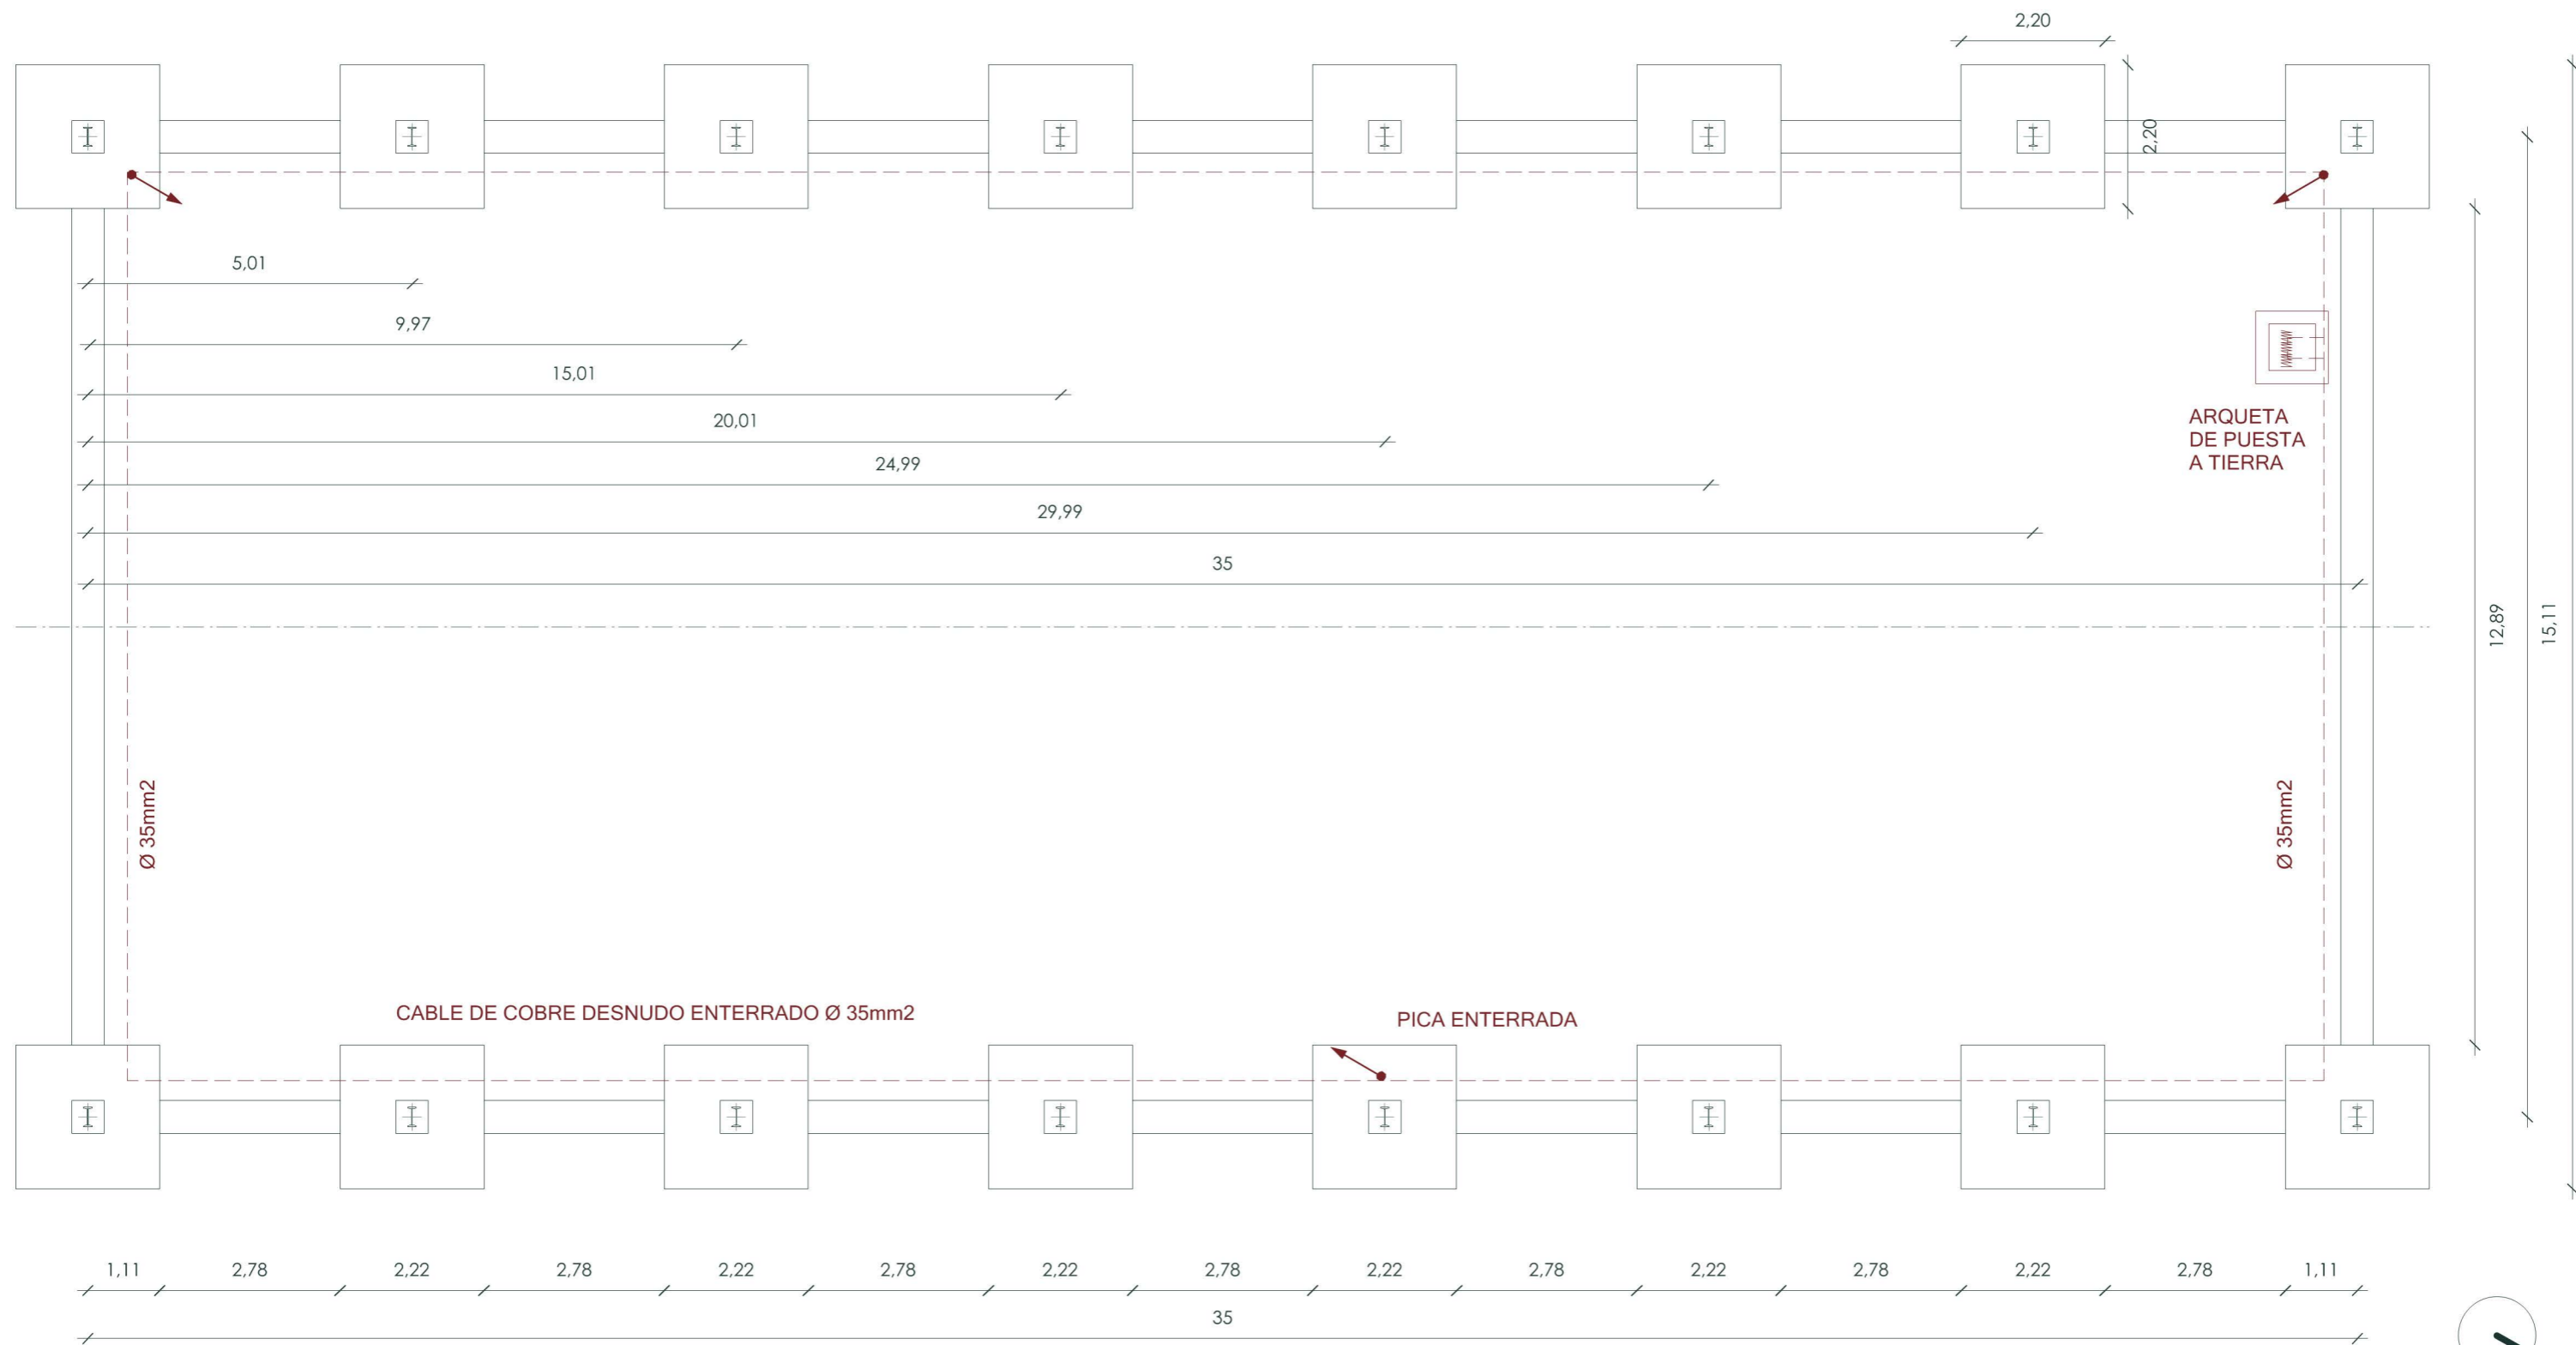 2,20
2,20
5,01
9,97
15,01
20,01
24,99
29,99
35
ARQUETA
DE PUESTA
A TIERRA
12,89
15,11
Ø 35mm2
Ø 35mm2
CABLE DE COBRE DESNUDO ENTERRADO Ø 35mm2
PICA ENTERRADA
1,11 2,78 2,22 2,78 2,22 2,78 2,22 2,78 2,22 2,78 2,22 2,78 2,22 2,78 1,11
35